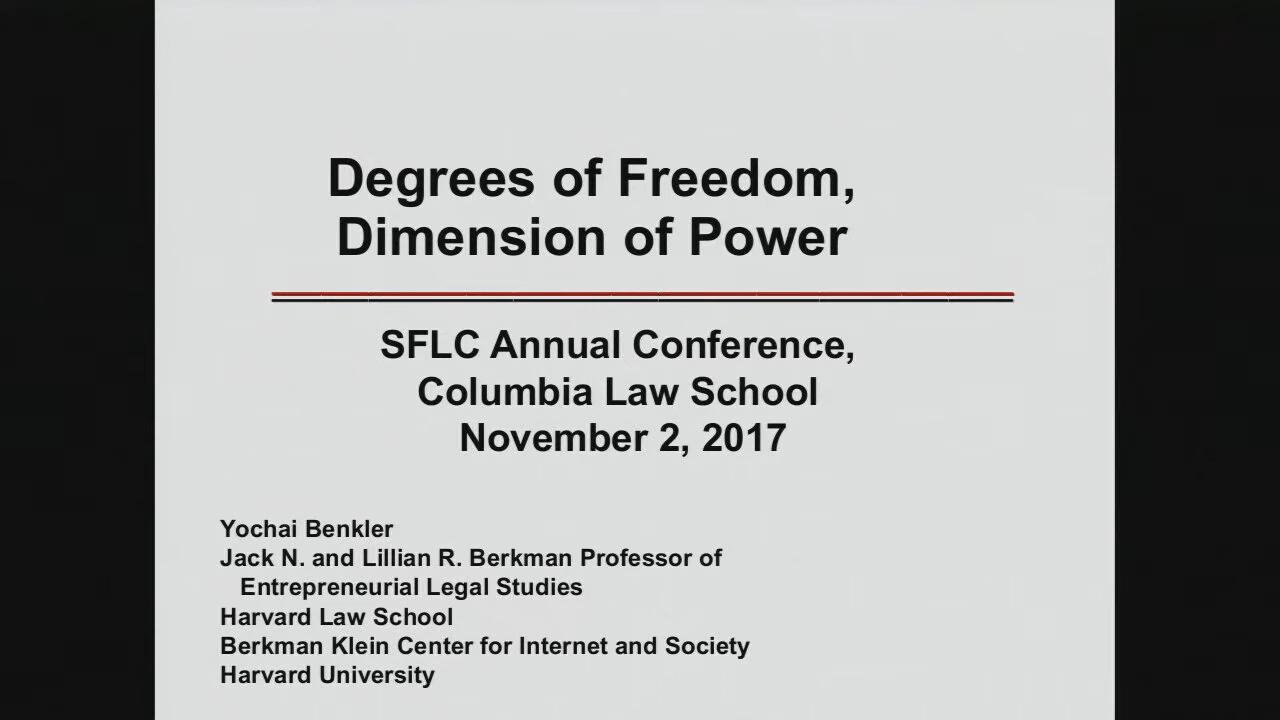 Degrees of Freedom,
Dimension of Power
SFLC Annual Conference,
Columbia Law School
November 2, 2017
Yochai Benkler
Jack N. and Lillian R. Berkman Professor of
Entrepreneurial Legal Studies
Harvard Law School
Berkman Klein Center for Internet and Society
Harvard University